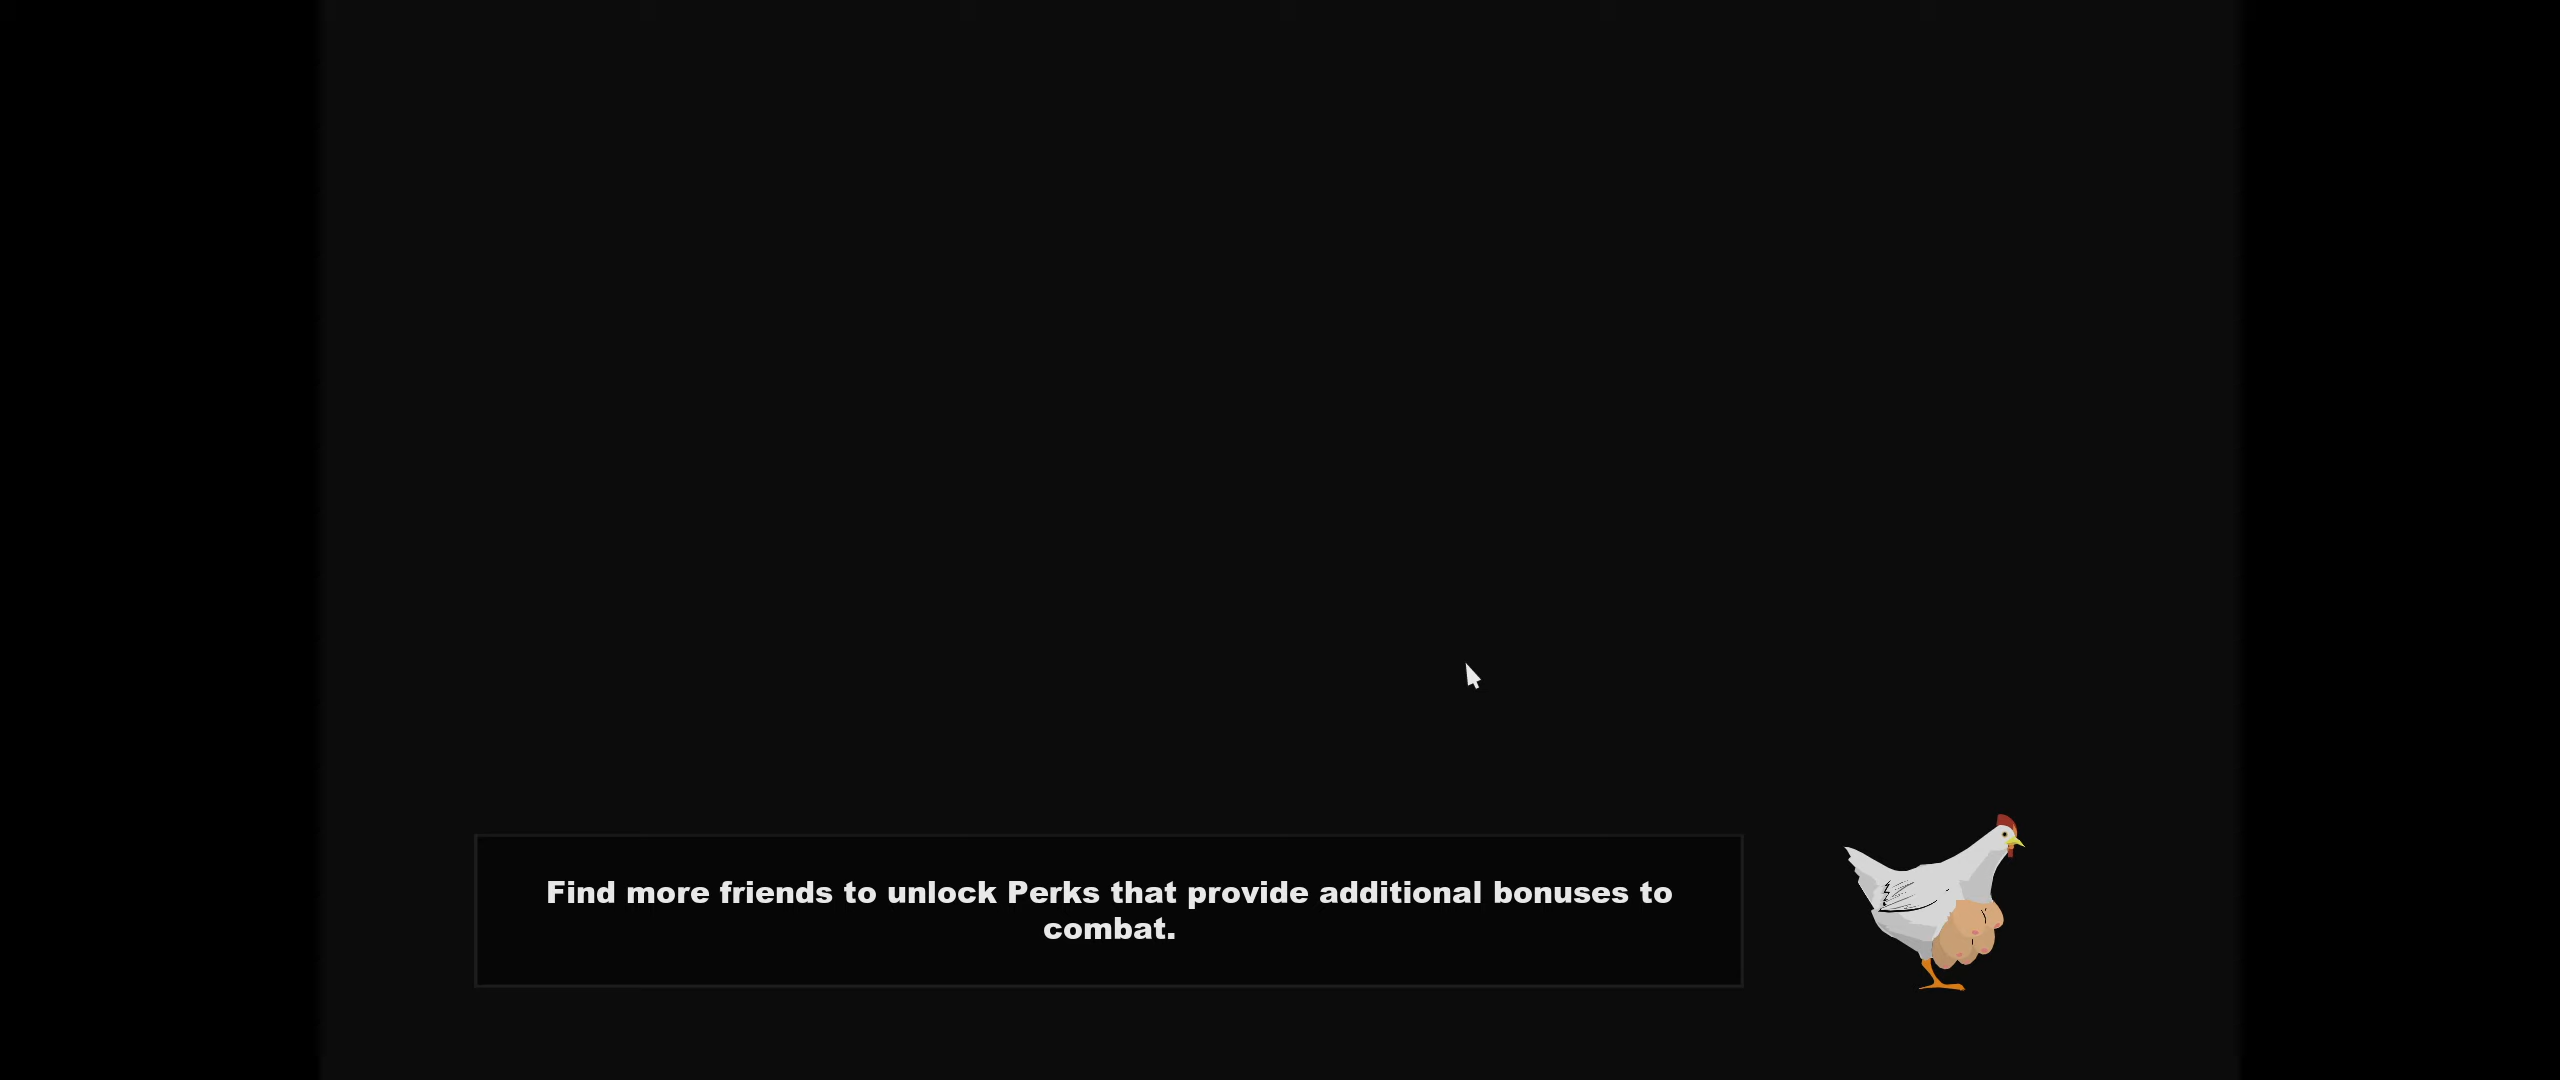 Find more friends to unlock Perks that provide additional bonuses to
combat.